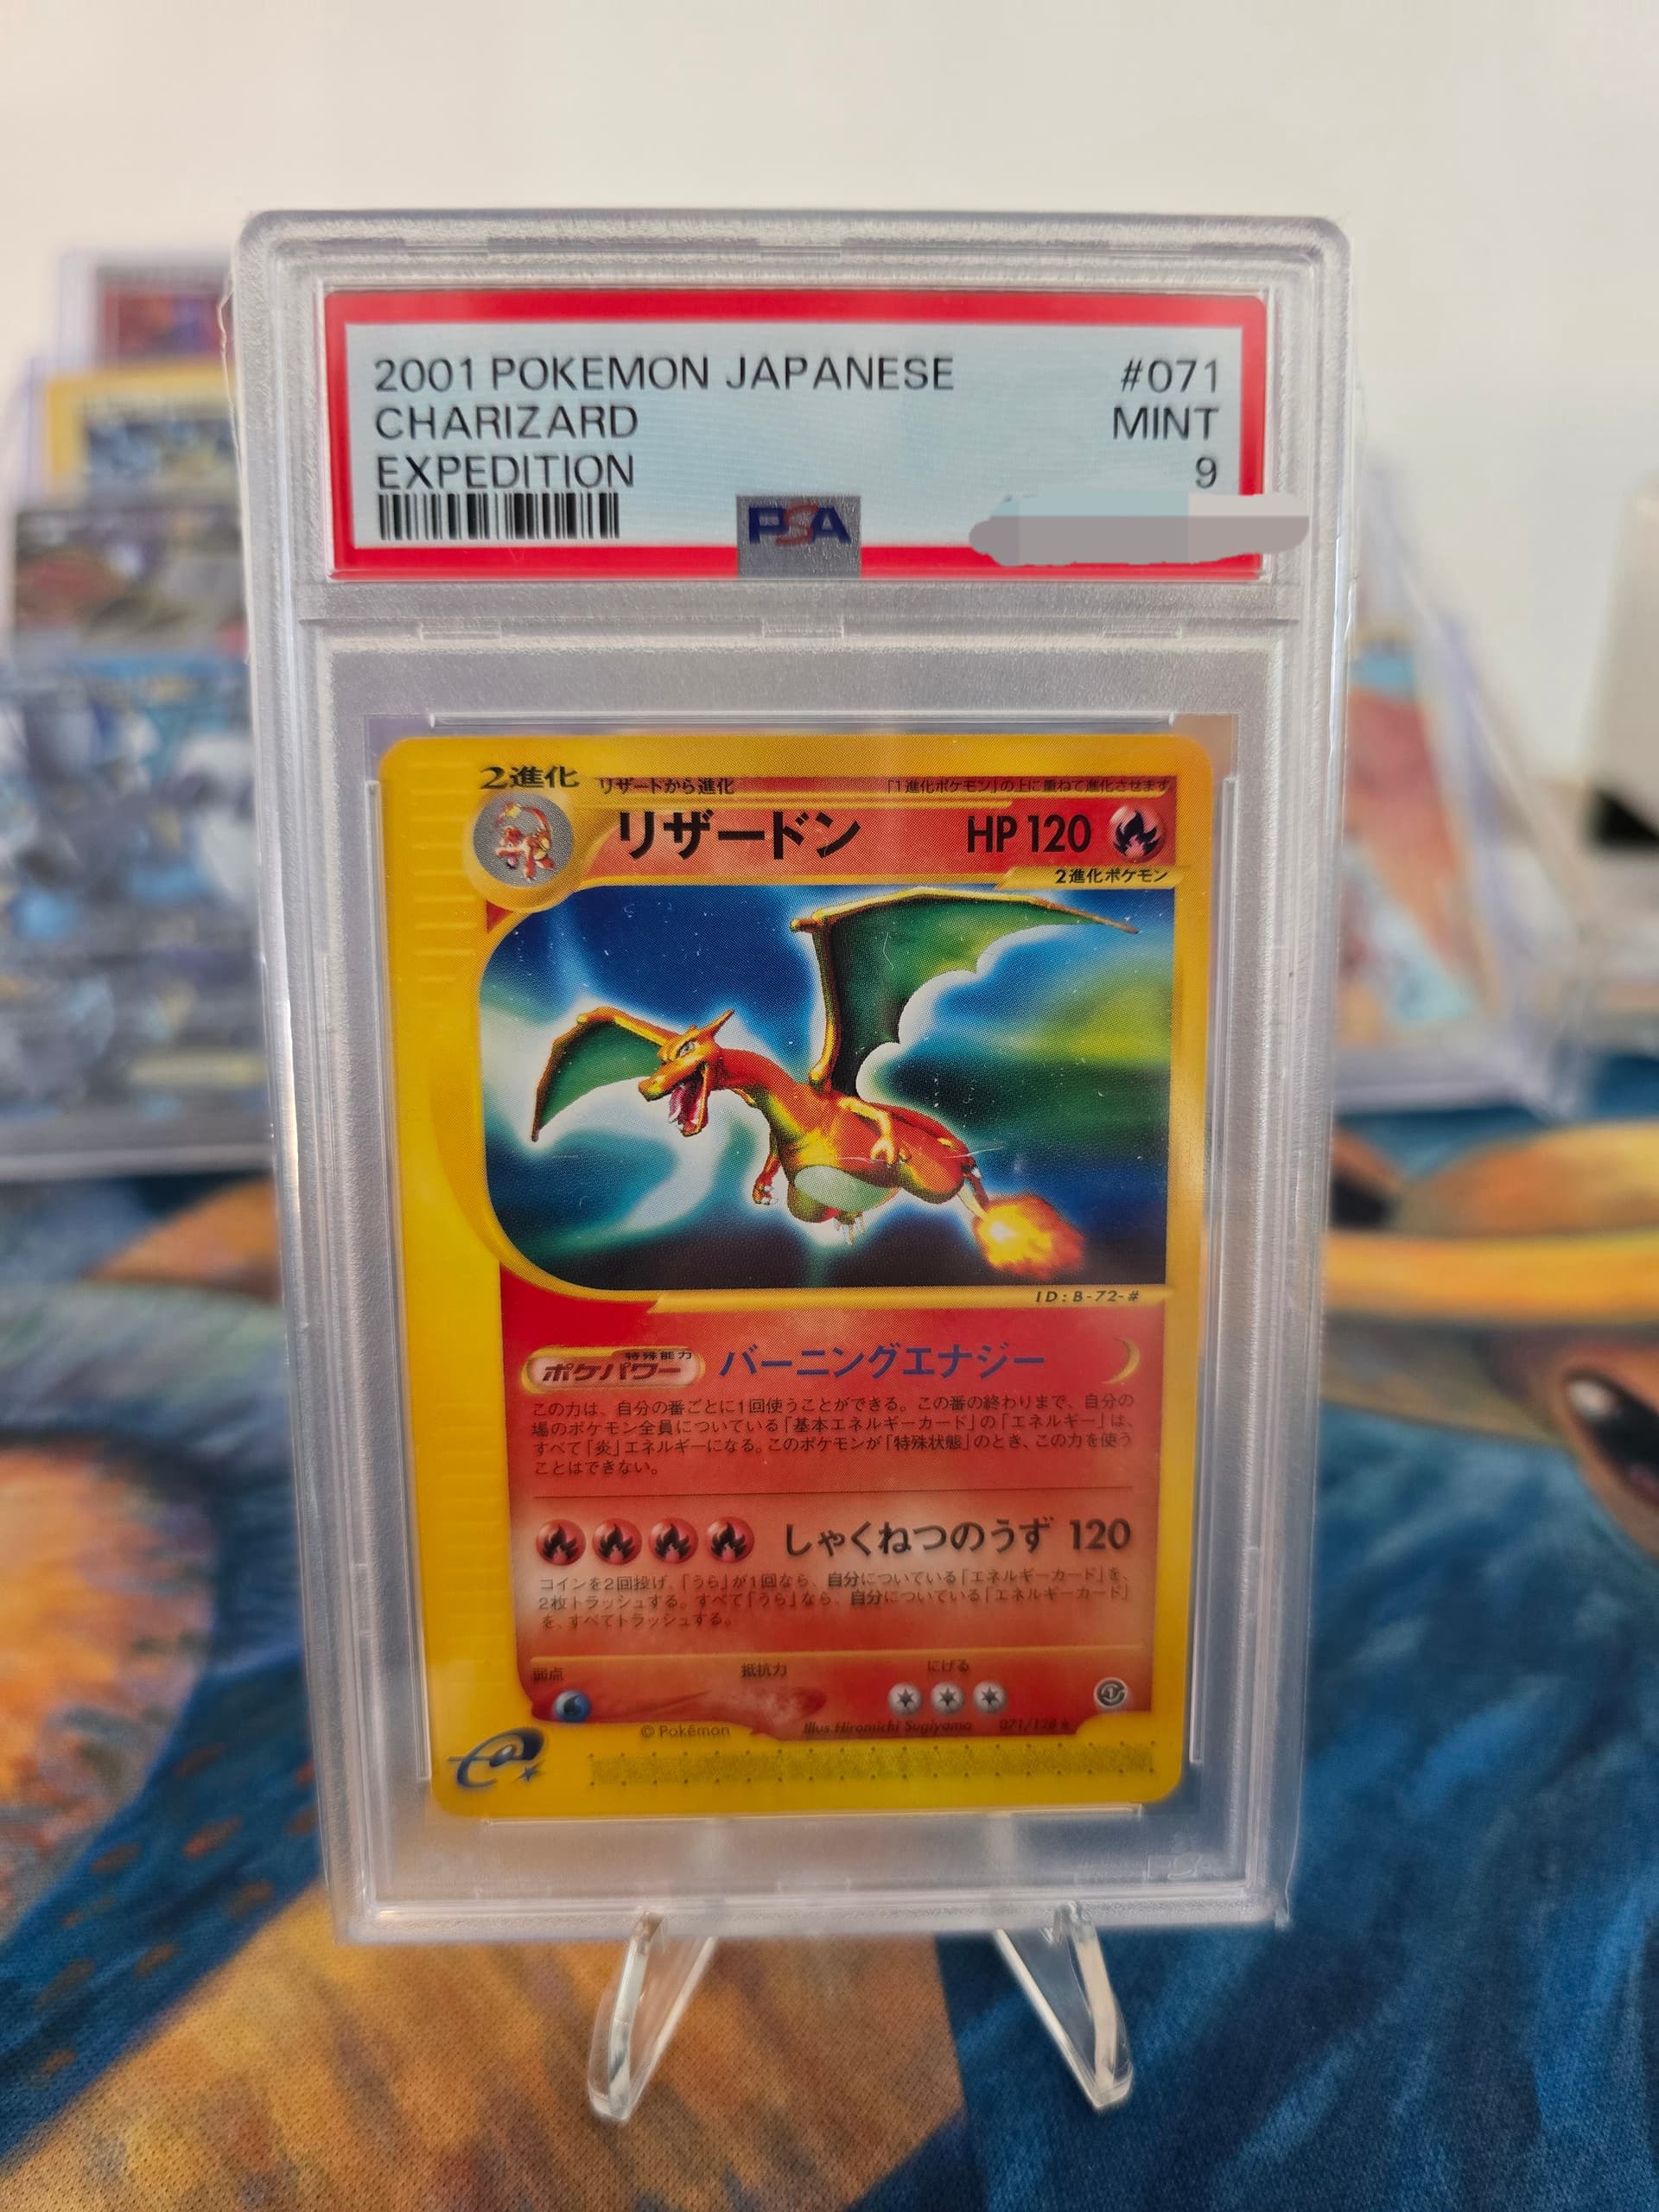 2001 POKEMON JAPANESE #071
CHARIZARD MINT
EXPEDITION 9
PSA
2進化 リザードから進化 「1進化ポケモン」の上に重ねて進化させます
リザードン HP 120
2進化ポケモン
ID:B-72-#
特殊能力
ポケパワー バーニングエナジー
この力は、自分の番ごとに1回使うことができる。この番の終わりまで、自分の
場のポケモン全員についている「基本エネルギーカード」の「エネルギー」は、
すべて「炎」エネルギーになる。このポケモンが「特殊状態」のとき、この力を使う
ことはできない。
しゃくねつのうず 120
コインを2回投げ、「うら」が1回なら、自分についている「エネルギーカード」を、
2枚トラッシュする。すべて「うら」なら、自分についている「エネルギーカード」
を、すべてトラッシュする。
弱点 抵抗力 にげる
© Pokémon Illus.Hiromichi Sugiyama 071/128
e